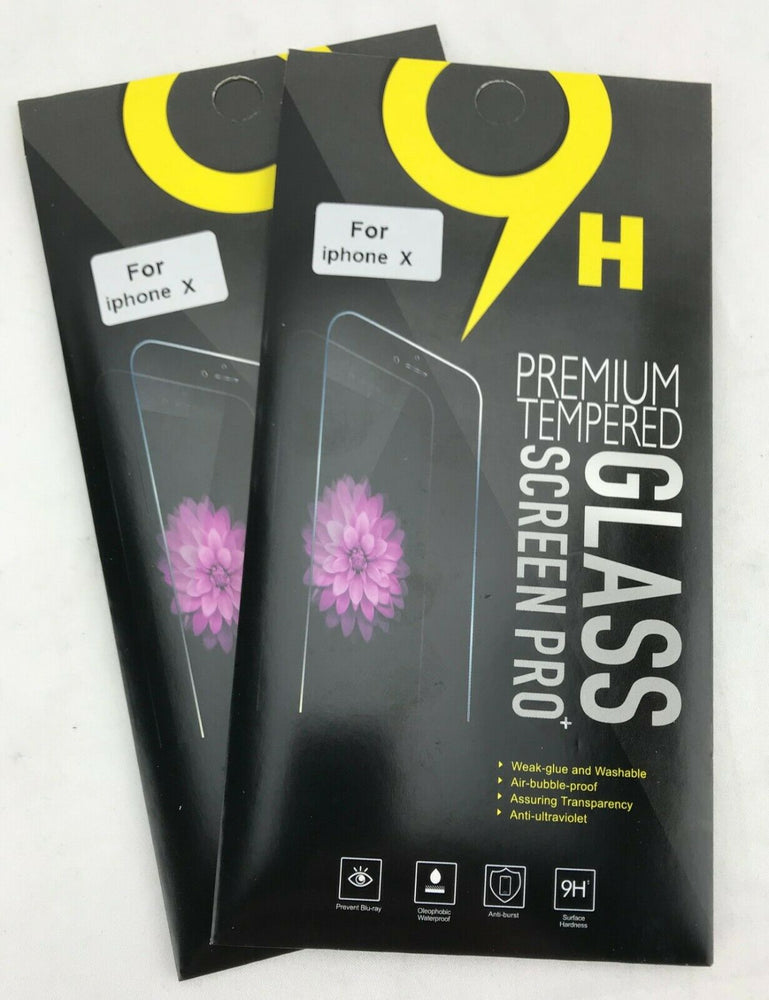 For
iphone X
9H
For
iphone X
PREMIUM
TEMPERED
GLASS
SCREEN PRO+
Weak-glue and Washable
Air-bubble-proof
Assuring Transparency
Anti-ultraviolet
9H
Prevent Blu-ray
Oleophobic
Waterproof
Anti-burst
Surface
Hardness